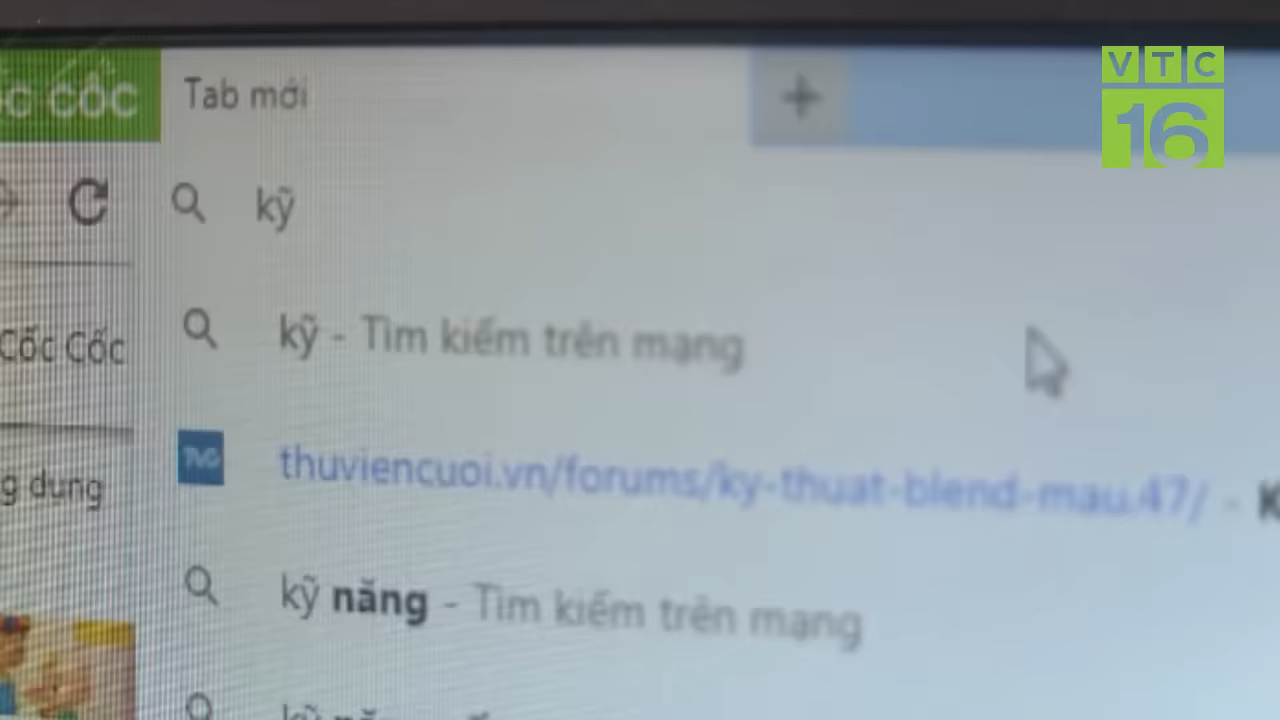 VTC
16
CỐC
Tab mới
kỹ
kỹ - Tìm kiếm trên mạng
Cốc Cốc
thuviencuoi.vn/forums/ky-thuat-blend-mau.47/ - K
g dụng
kỹ năng - Tìm kiếm trên mạng